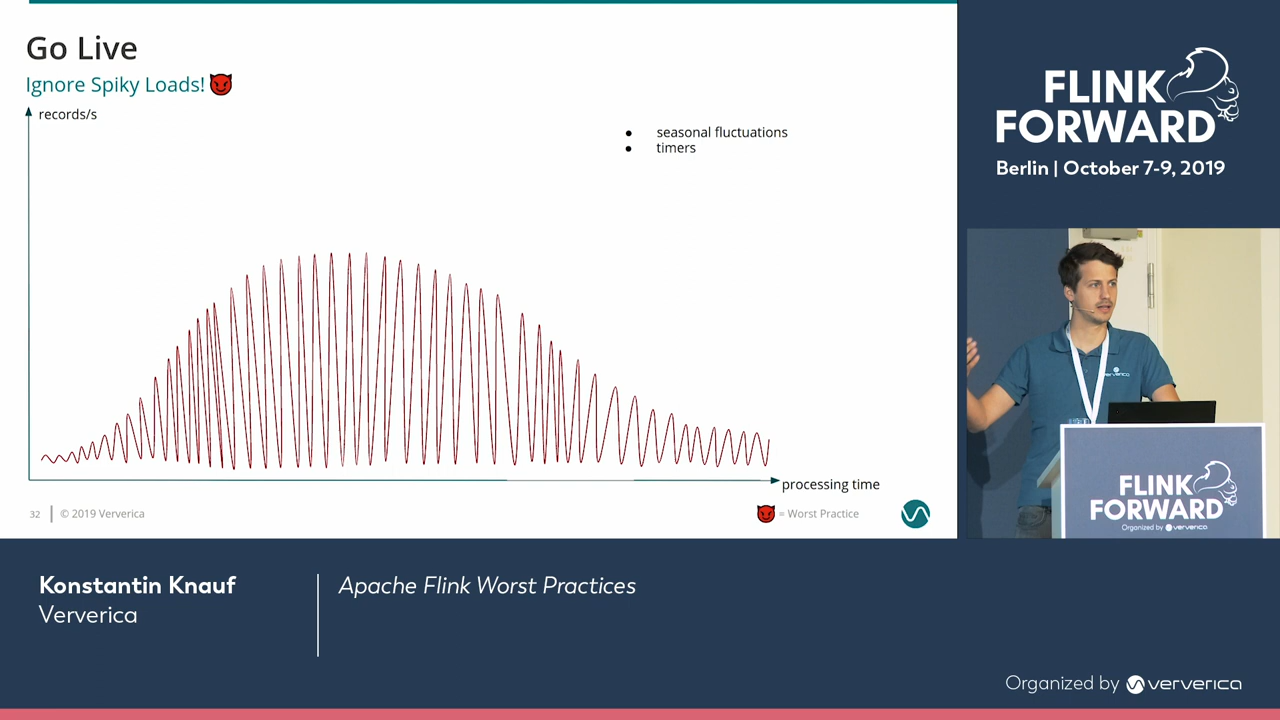 Go Live
Ignore Spiky Loads!
records/s
● seasonal fluctuations
● timers
processing time
32 | © 2019 Ververica
= Worst Practice
FLINK
FORWARD
Berlin | October 7-9, 2019
ververica
FLINK
FORWARD
Organized by ververica
Konstantin Knauf
Ververica
Apache Flink Worst Practices
Organized by ververica